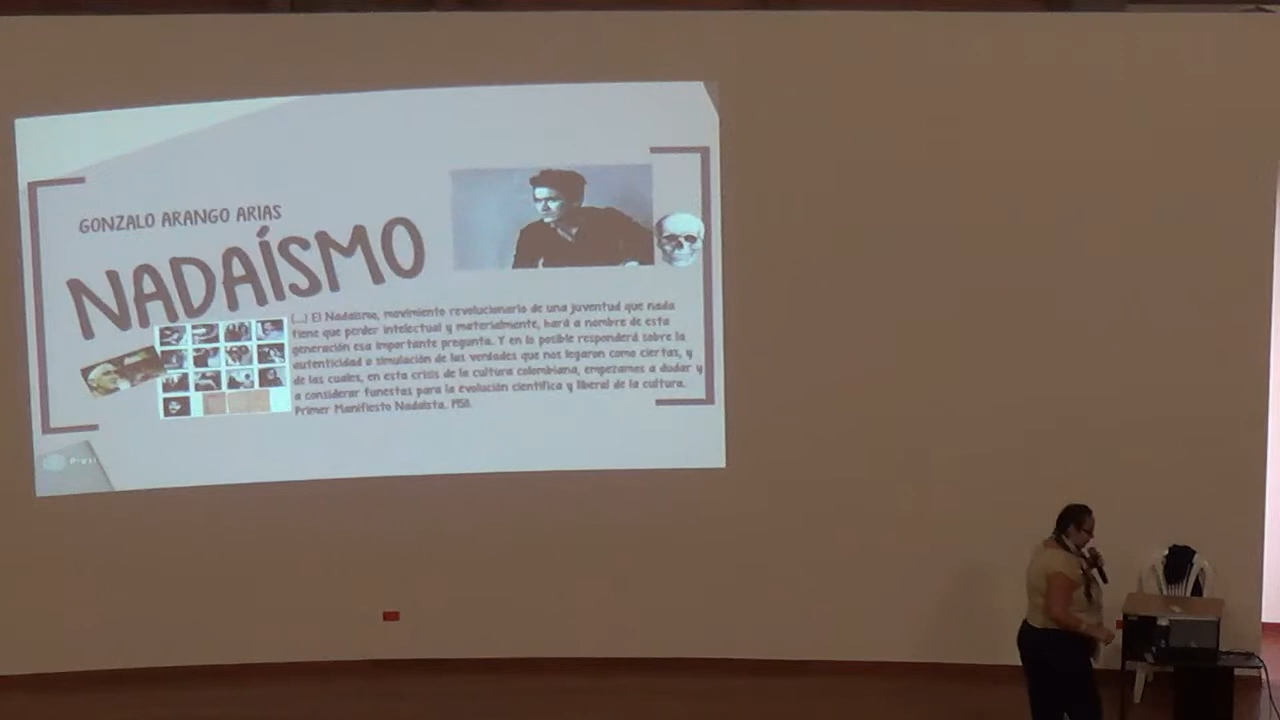 GONZALO ARANGO ARIAS
NADAÍSMO
(...) El Nadaísmo, movimiento revolucionario de una juventud que nada
tiene que perder intelectual y materialmente, hará a nombre de esta
generación esa importante pregunta. Y en lo posible responderá sobre la
autenticidad o simulación de las verdades que nos legaron como ciertas, y
de las cuales, en esta crisis de la cultura colombiana, empezamos a dudar y
a considerar funestas para la evolución científica y liberal de la cultura.
Primer Manifiesto Nadaísta. 1958.